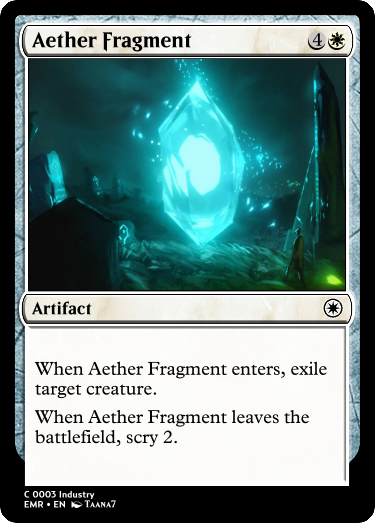 Aether Fragment 4
Artifact
When Aether Fragment enters, exile
target creature.
When Aether Fragment leaves the
battlefield, scry 2.
C 0003 Industry
EMR • EN Taana7